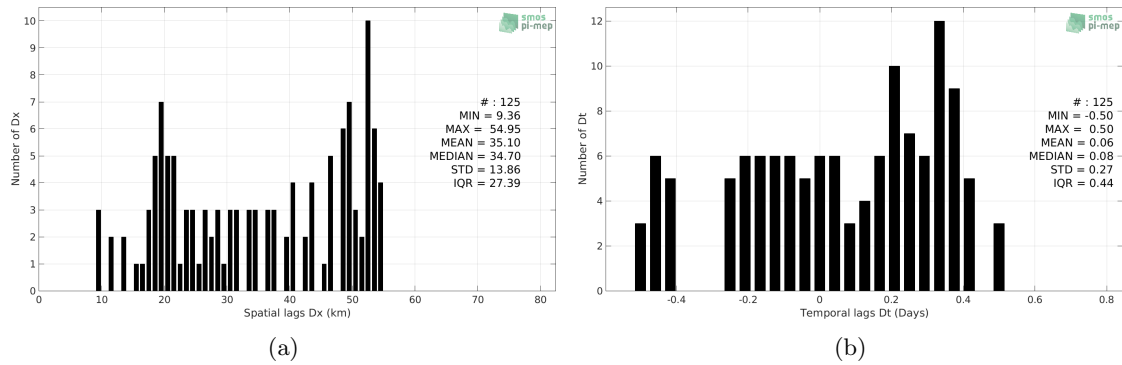 smos
pi-mep
10
9
8
7
6
5
4
3
2
1
0
Number of Dx
# : 125
MIN = 9.36
MAX = 54.95
MEAN = 35.10
MEDIAN = 34.70
STD = 13.86
IQR = 27.39
0 10 20 30 40 50 60 70 80
Spatial lags Dx (km)
(a)
smos
pi-mep
12
10
8
6
4
2
0
Number of Dt
# : 125
MIN = -0.50
MAX = 0.50
MEAN = 0.06
MEDIAN = 0.08
STD = 0.27
IQR = 0.44
-0.4 -0.2 0 0.2 0.4 0.6 0.8
Temporal lags Dt (Days)
(b)